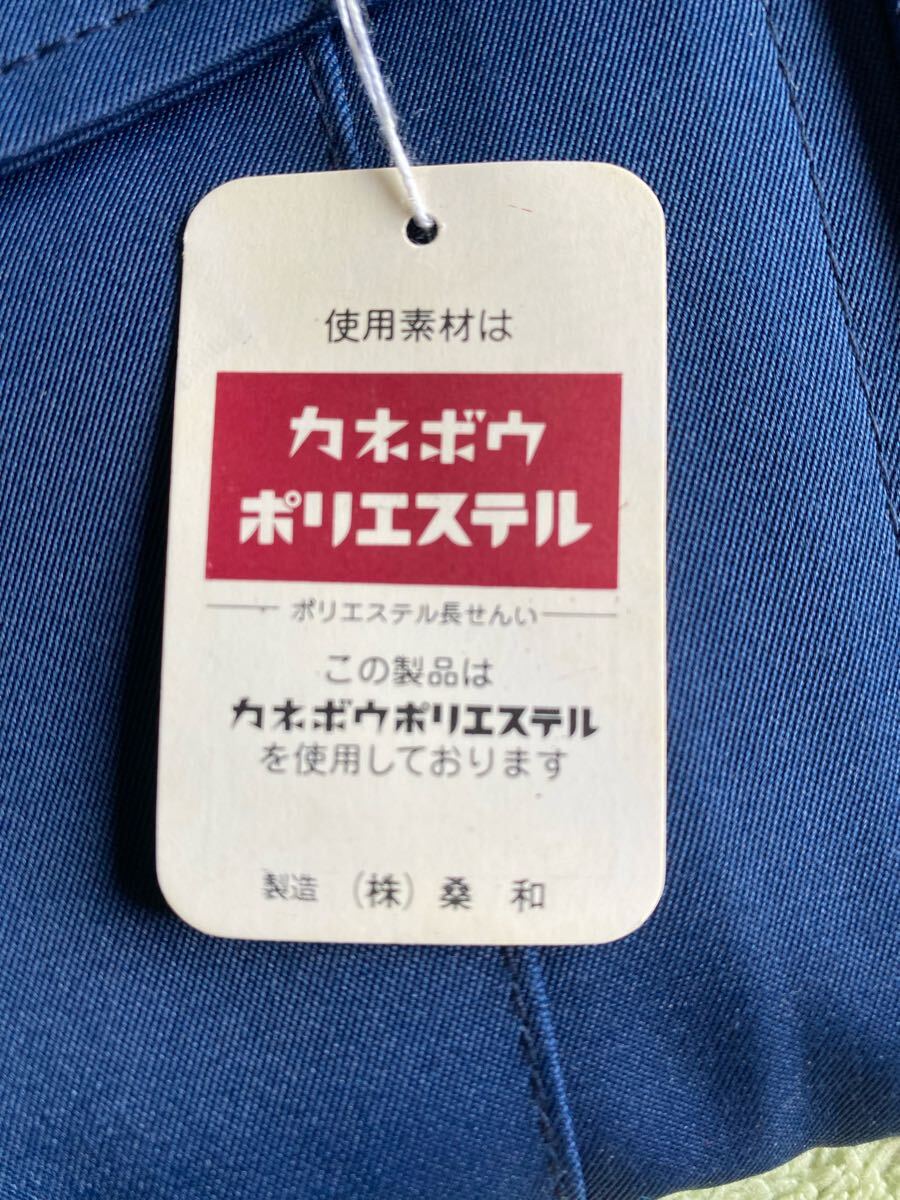 使用素材は
カネボウ
ポリエステル
ポリエステル長せんい
この製品は
カネボウポリエステル
を使用しております
製造 (株) 桑 和